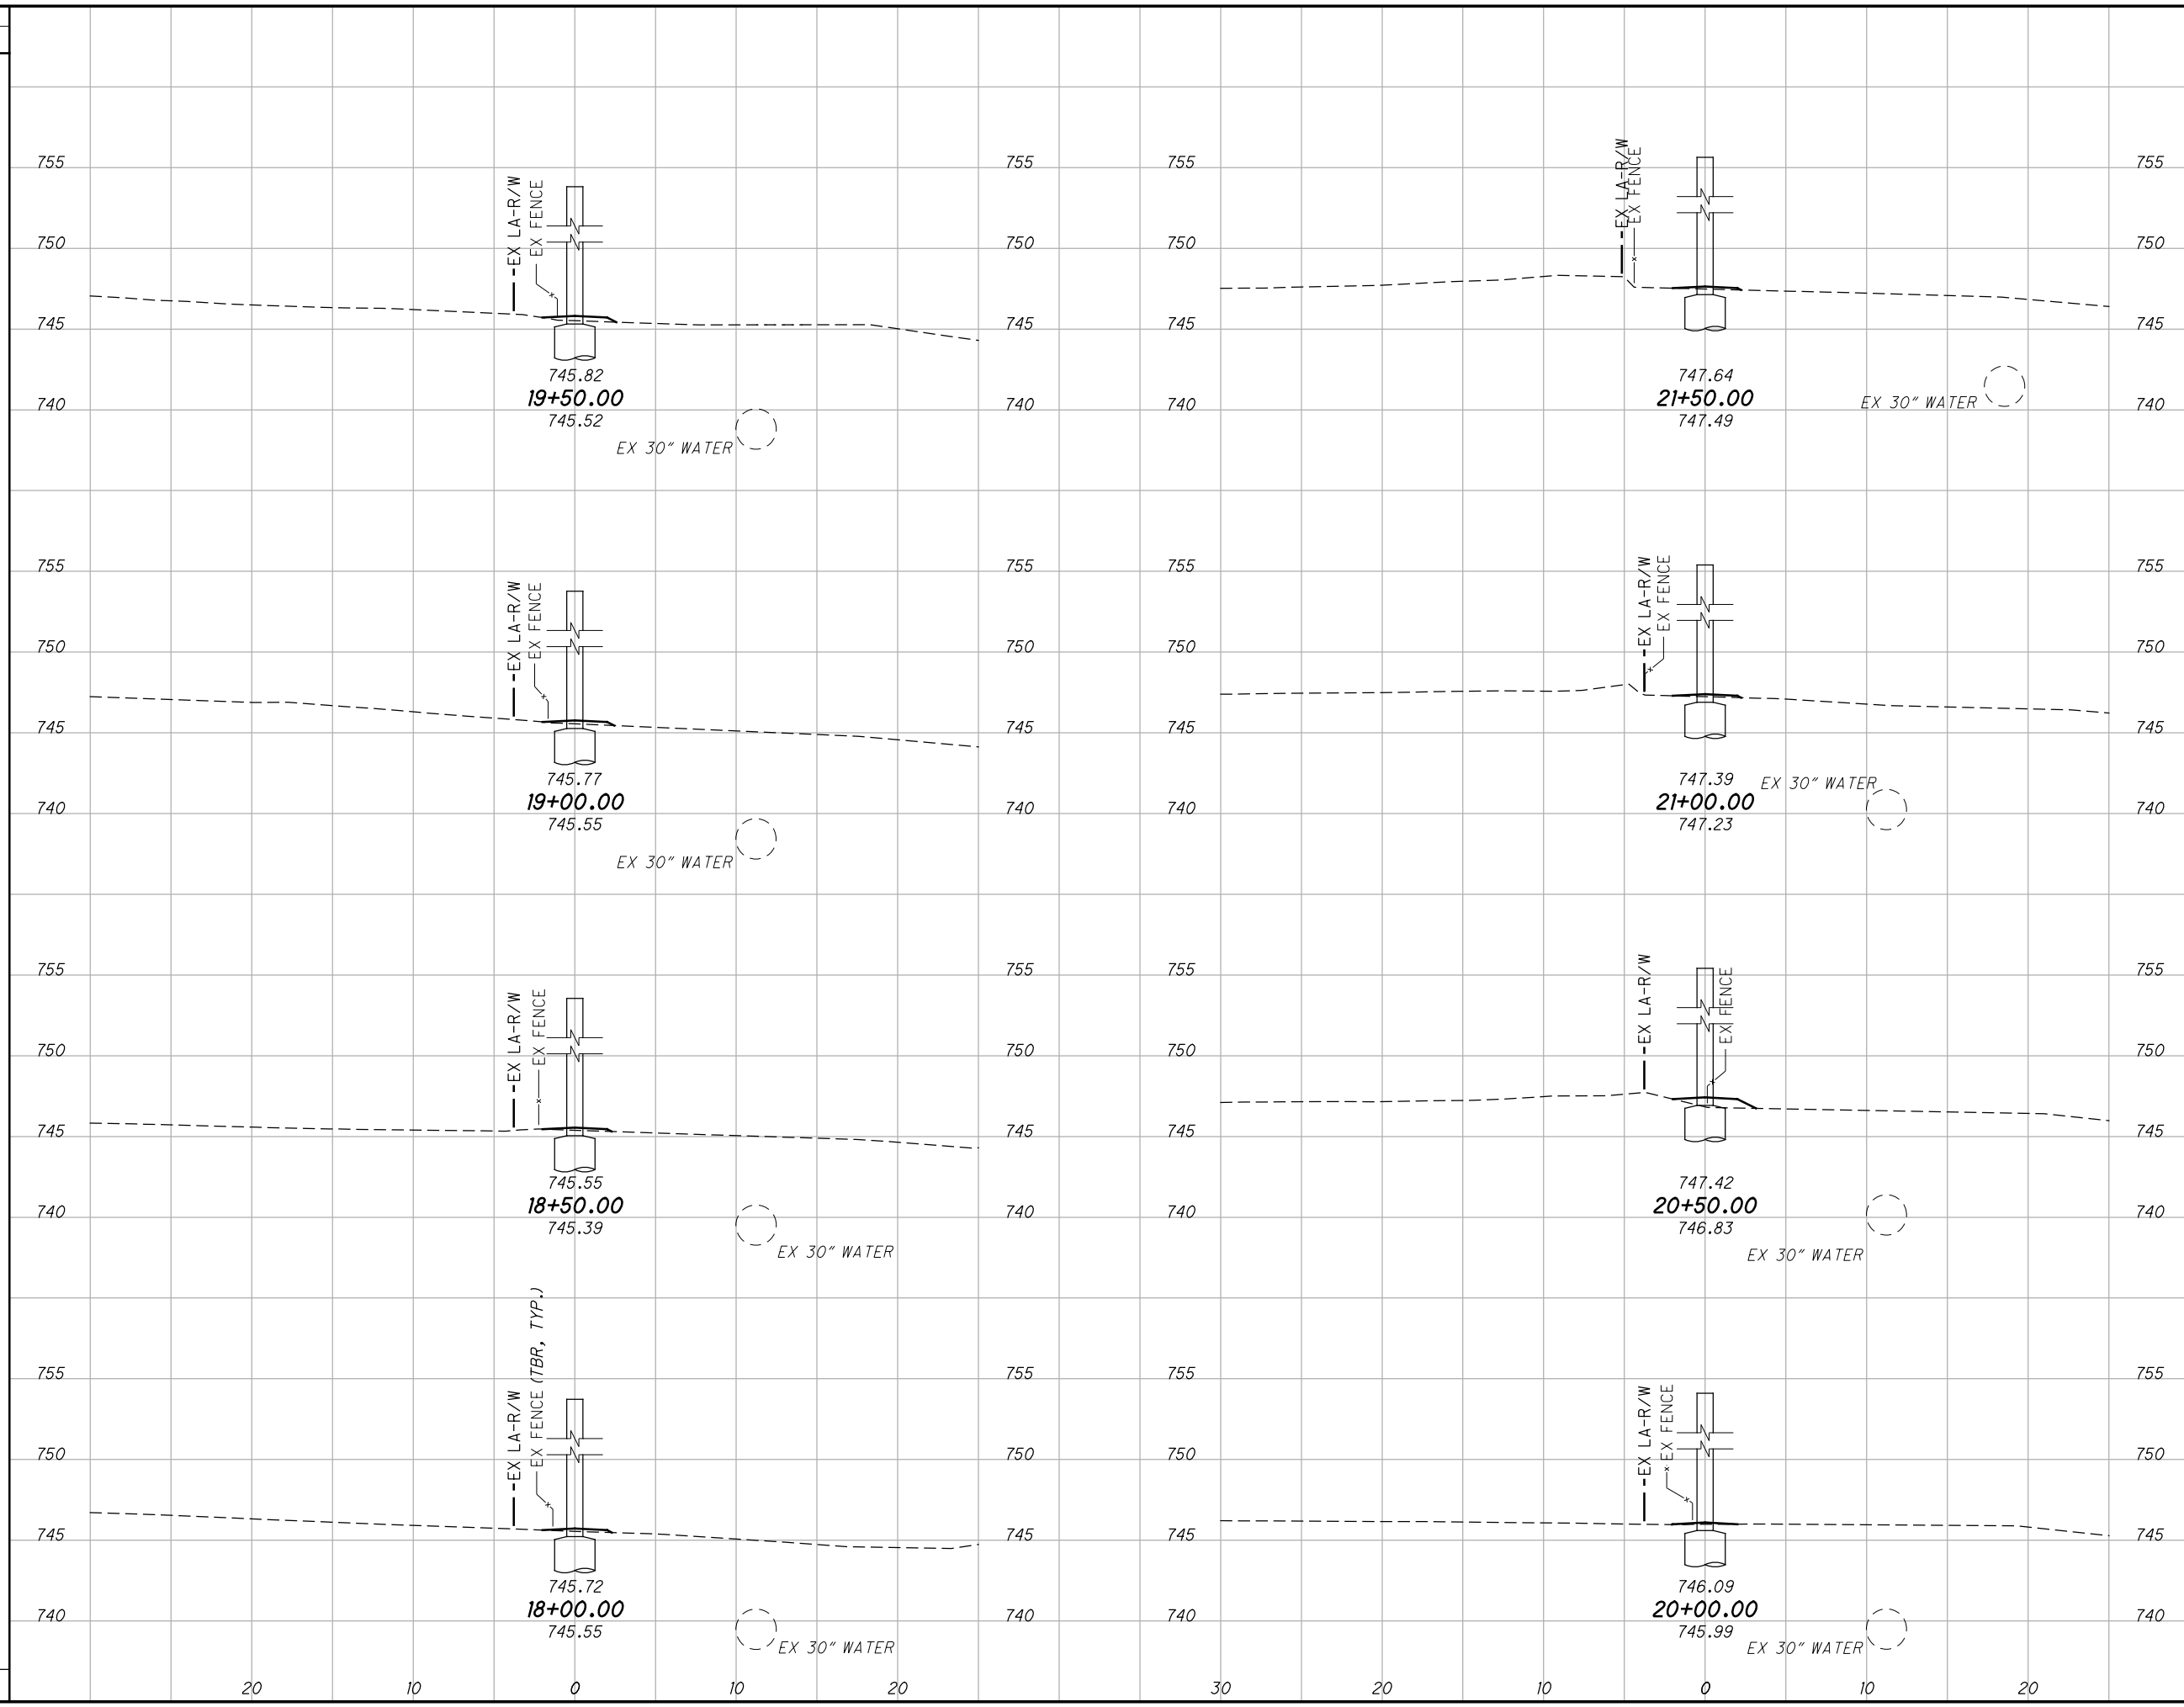 755 755
EX LA-R/W
EX FENCE
750 750
745 745
745.82
740 19+50.00 740
745.52
EX 30" WATER
755 755
EX LA-R/W
EX FENCE
750 750
745 745
745.77
740 19+00.00 740
745.55
EX 30" WATER
755 755
EX LA-R/W
EX FENCE
750 750
745 745
745.55
740 18+50.00 740
745.39
EX 30" WATER
755 755
EX LA-R/W
EX FENCE (TBR, TYP.)
750 750
745 745
745.72
740 18+00.00 740
745.55
EX 30" WATER
20 10 0 10 20
755 755
EX LA-R/W
EX FENCE
750 750
745 745
747.64
740 21+50.00 740
747.49
EX 30" WATER
755 755
EX LA-R/W
EX FENCE
750 750
745 745
747.39
EX 30" WATER
740 21+00.00 740
747.23
755 755
EX LA-R/W
EX FENCE
750 750
745 745
747.42
740 20+50.00 740
746.83
EX 30" WATER
755 755
EX LA-R/W
EX FENCE
750 750
745 745
746.09
740 20+00.00 740
745.99
EX 30" WATER
30 20 10 0 10 20